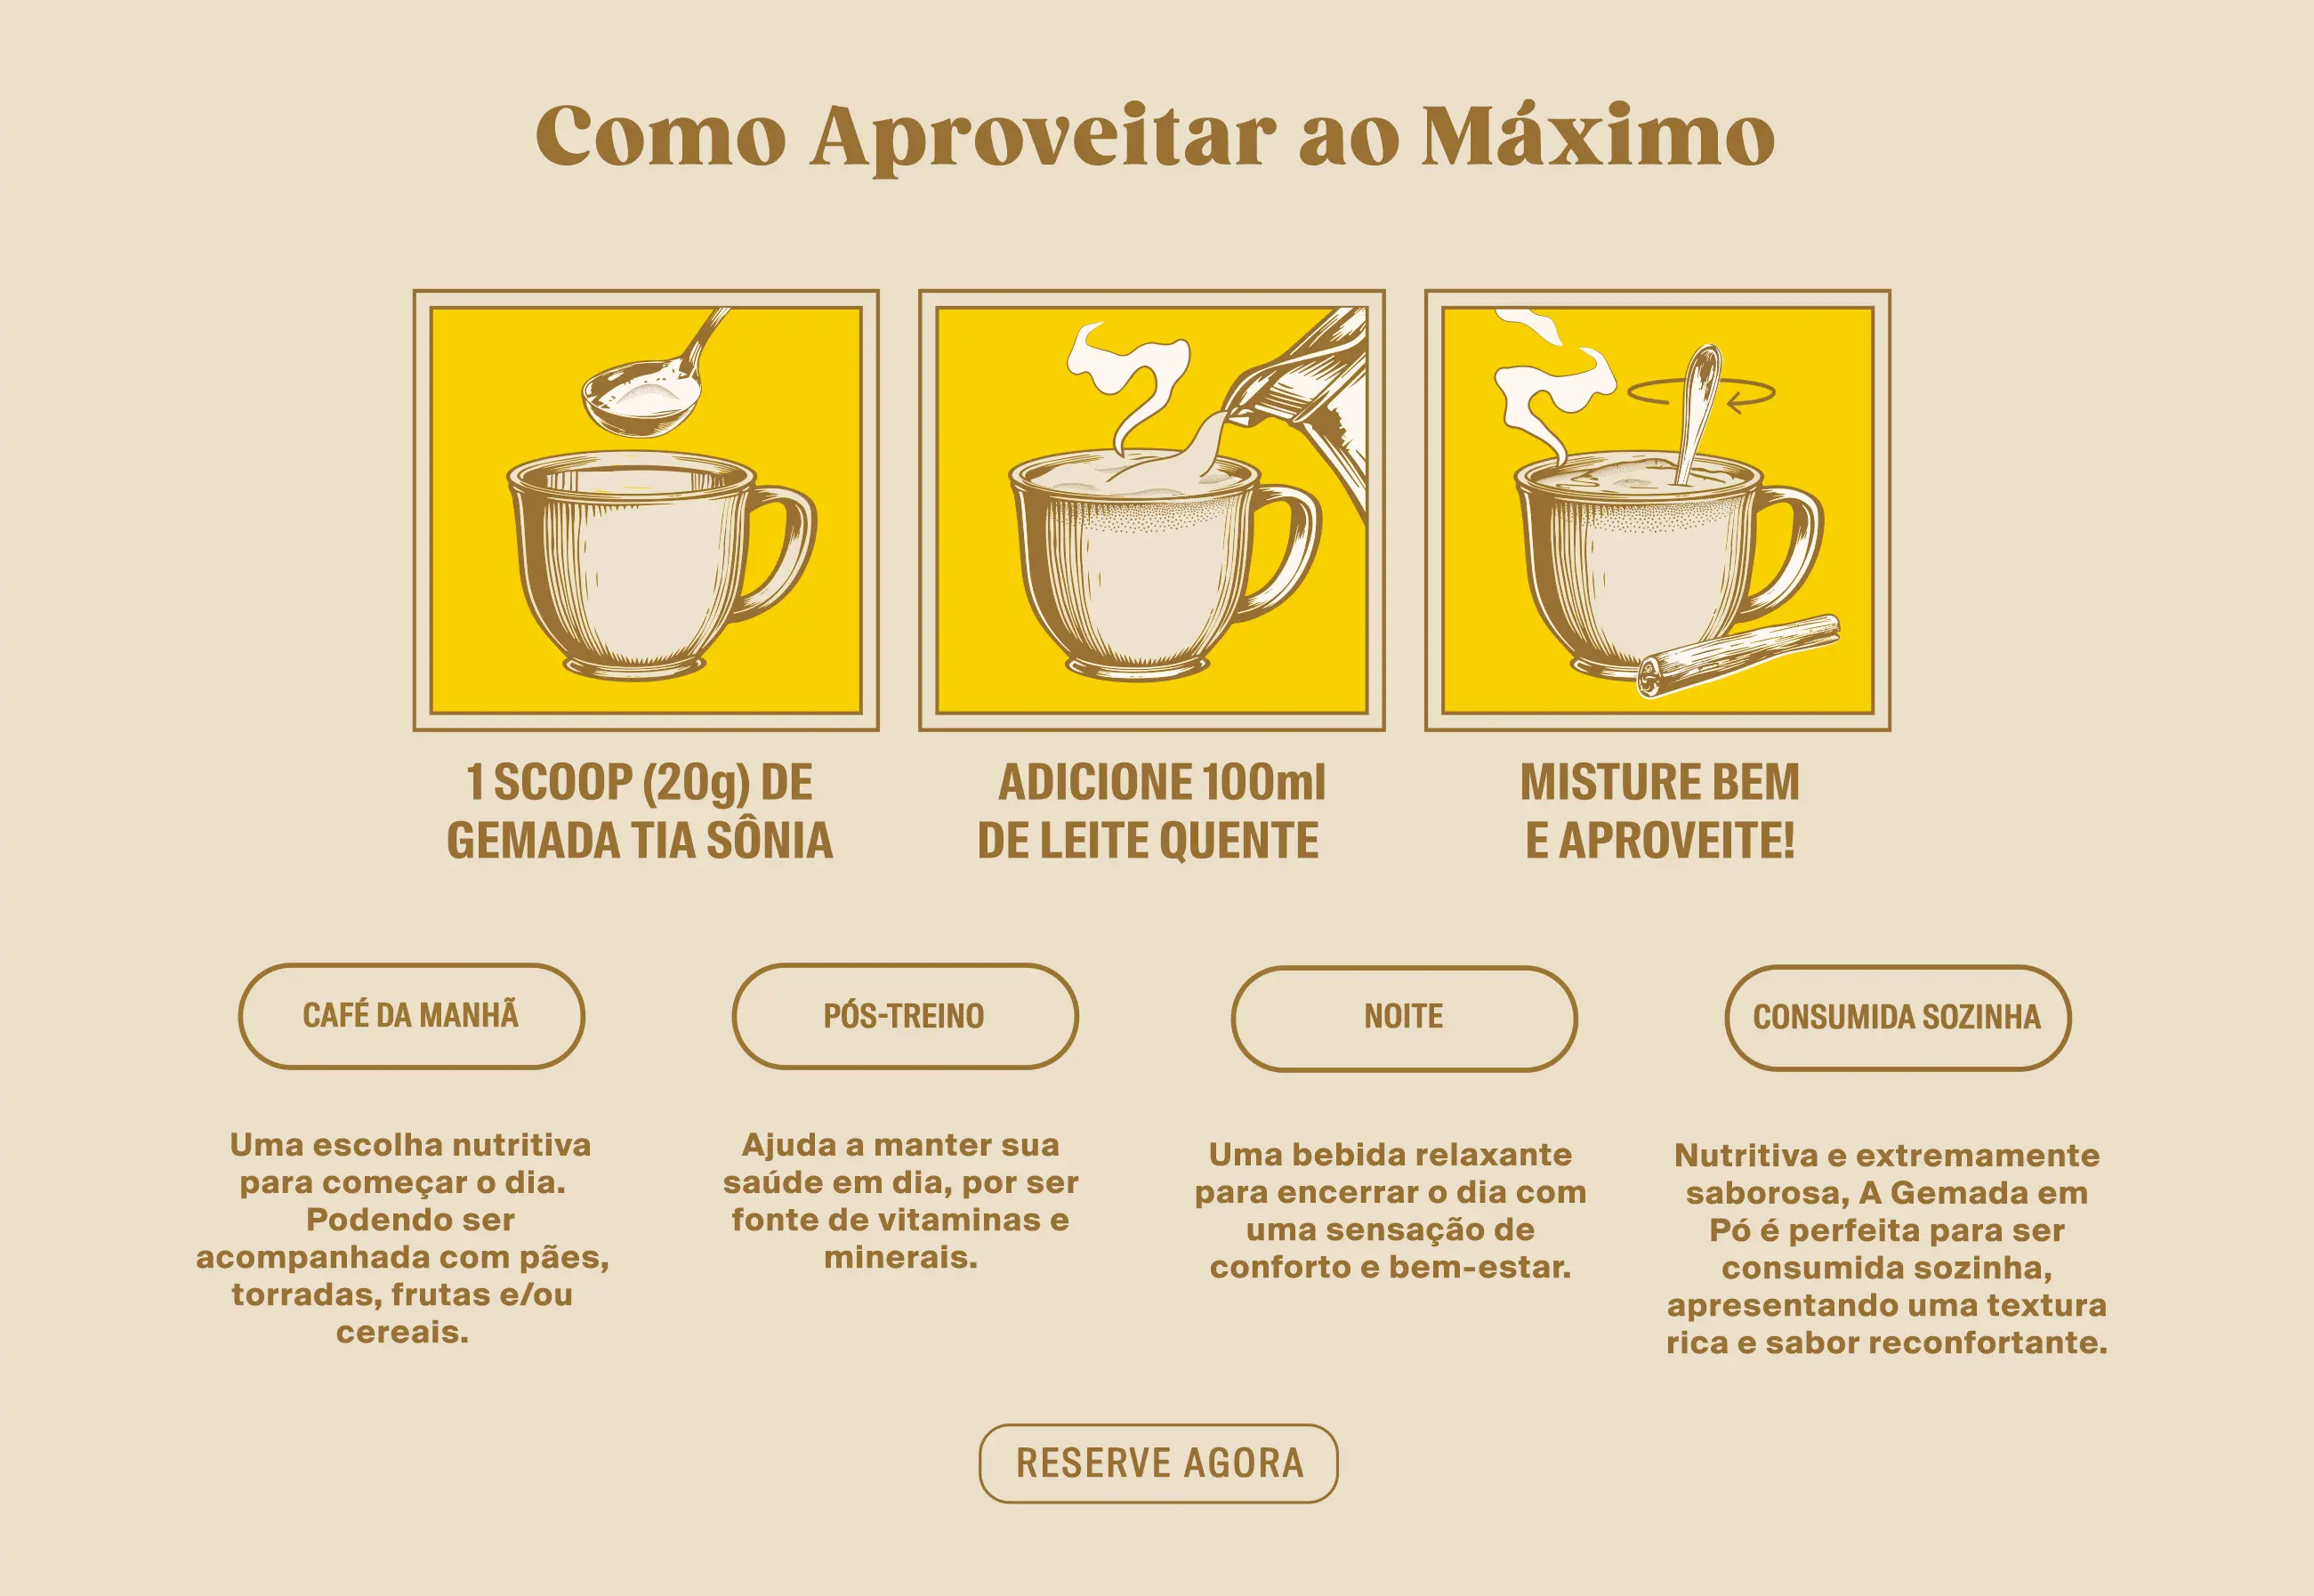 Como Aproveitar ao Máximo
1 SCOOP (20g) DE
GEMADA TIA SÔNIA
ADICIONE 100ml
DE LEITE QUENTE
MISTURE BEM
E APROVEITE!
CAFÉ DA MANHÃ
Uma escolha nutritiva
para começar o dia.
Podendo ser
acompanhada com pães,
torradas, frutas e/ou
cereais.
PÓS-TREINO
Ajuda a manter sua
saúde em dia, por ser
fonte de vitaminas e
minerais.
NOITE
Uma bebida relaxante
para encerrar o dia com
uma sensação de
conforto e bem-estar.
CONSUMIDA SOZINHA
Nutritiva e extremamente
saborosa, A Gemada em
Pó é perfeita para ser
consumida sozinha,
apresentando uma textura
rica e sabor reconfortante.
RESERVE AGORA